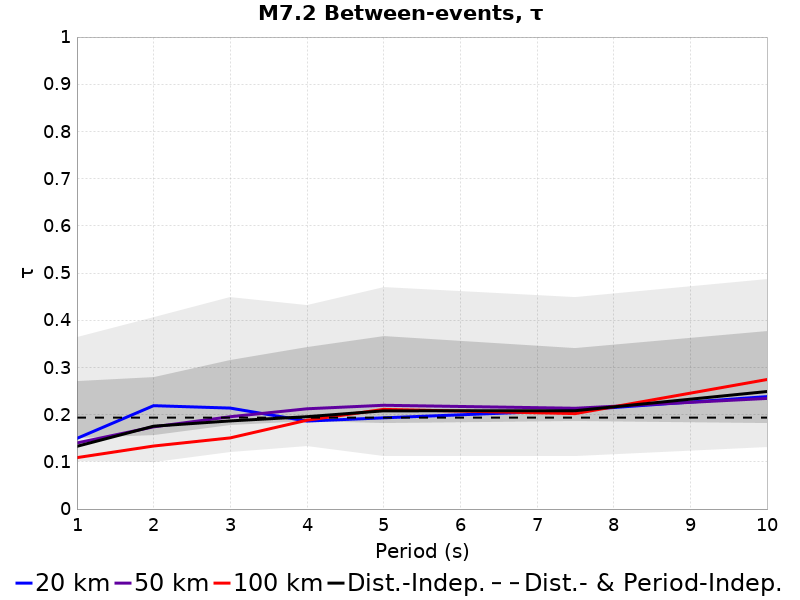 M7.2 Between-events, τ
1
0.9
0.8
0.7
0.6
0.5
0.4
0.3
0.2
0.1
0
τ
1 2 3 4 5 6 7 8 9 10
Period (s)
20 km 50 km 100 km Dist.-Indep. Dist.- & Period-Indep.